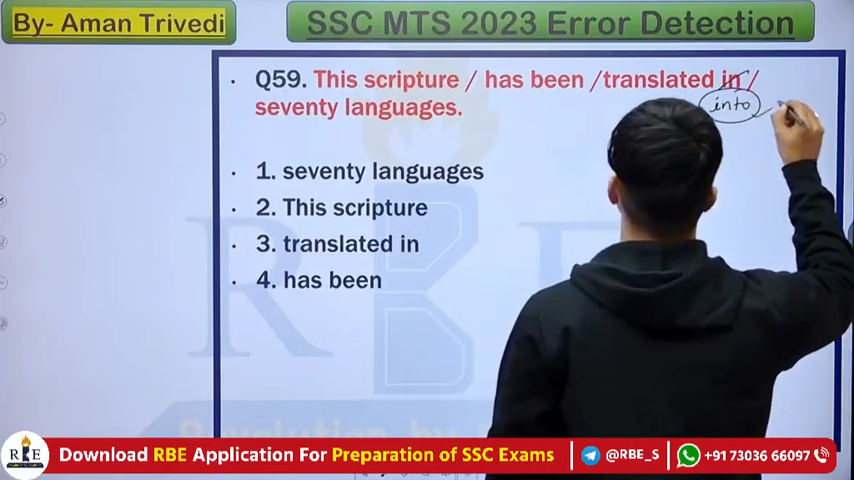 By- Aman Trivedi
SSC MTS 2023 Error Detection
Q59. This scripture / has been /translated in /
into
seventy languages.
1. seventy languages
2. This scripture
3. translated in
4. has been
RBE
Download RBE Application For Preparation of SSC Exams
@RBE_S
+91 73036 66097